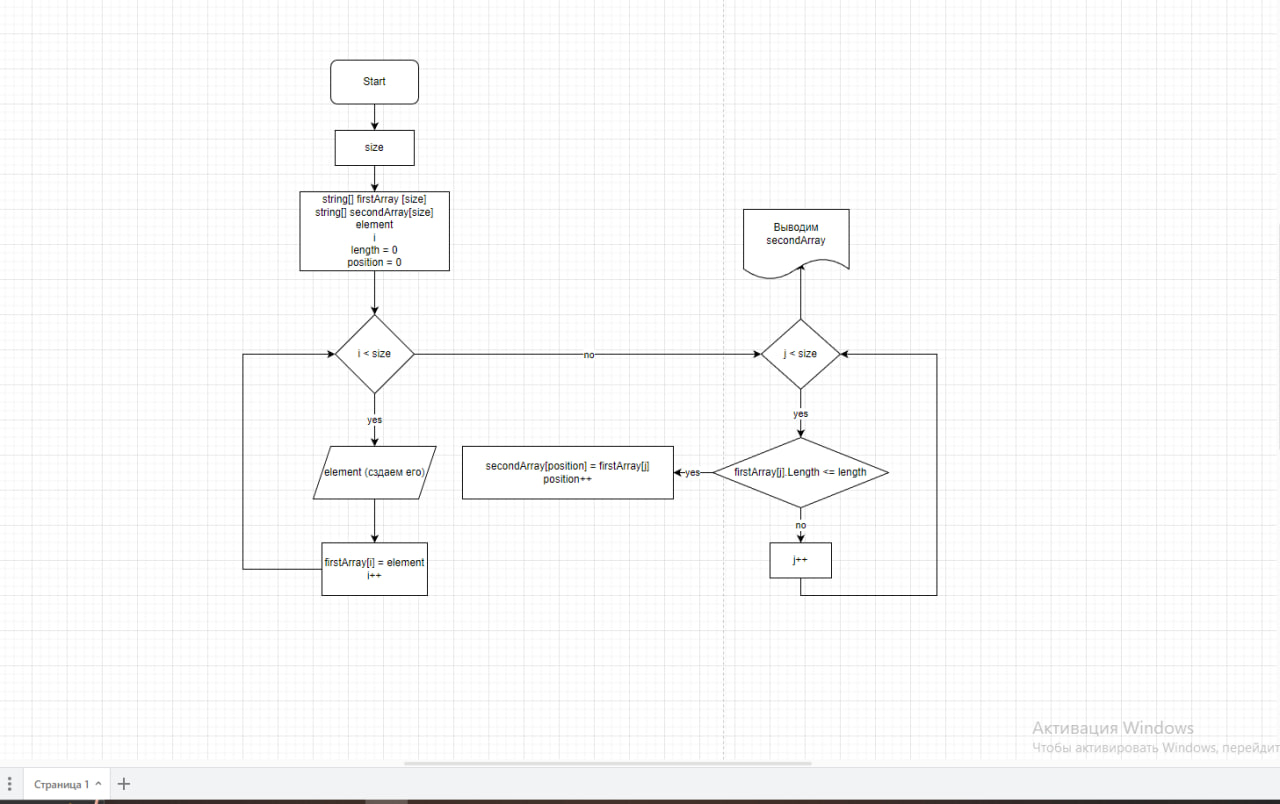 Start
size
string[] firstArray [size]
string[] secondArray[size]
element
i
length = 0
position = 0
i < size
no
yes
element (сздаем его)
firstArray[i] = element
i++
Выводим
secondArray
j < size
yes
firstArray[j].Length <= length
yes
secondArray[position] = firstArray[j]
position++
no
j++
Активация Windows
Чтобы активировать Windows, перейдит
Страница 1